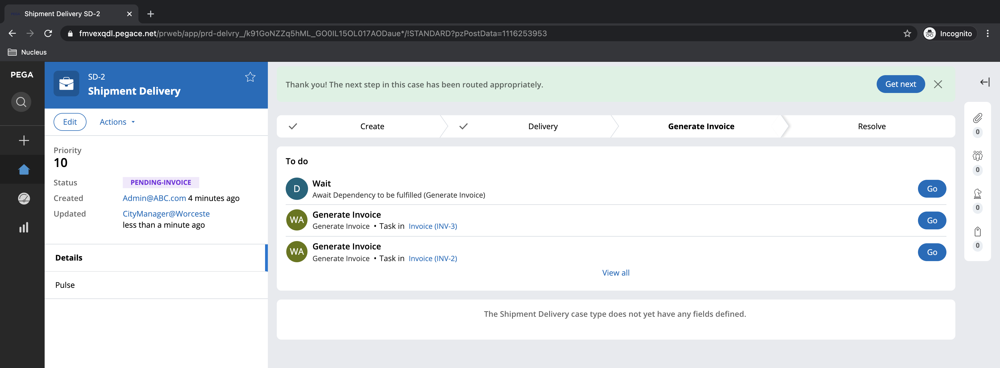 Shipment Delivery SD-2
fmvexqdl.pegace.net/prweb/app/prd-delvry_/k91GoNZZq5hML_GO0IL15OL017AODaue*/!STANDARD?pzPostData=1116253953
Incognito
Nucleus
PEGA
SD-2
Shipment Delivery
Edit
Actions
Priority
10
Status PENDING-INVOICE
Created Admin@ABC.com 4 minutes ago
Updated CityManager@Worceste
less than a minute ago
Details
Pulse
Thank you! The next step in this case has been routed appropriately.
Get next
Create
Delivery
Generate Invoice
Resolve
To do
D
Wait
Await Dependency to be fulfilled (Generate Invoice)
Go
WA
Generate Invoice
Generate Invoice • Task in Invoice (INV-3)
Go
WA
Generate Invoice
Generate Invoice • Task in Invoice (INV-2)
Go
View all
The Shipment Delivery case type does not yet have any fields defined.
0
0
0
0